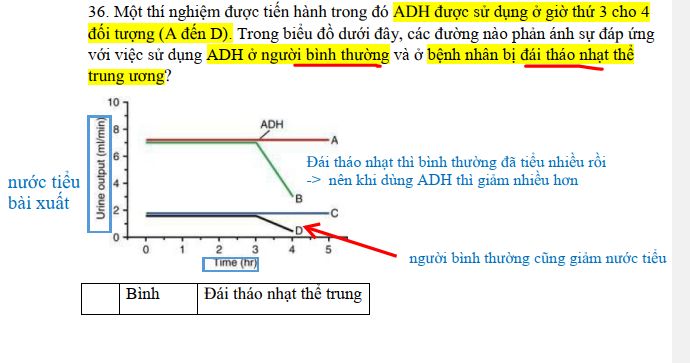 36. Một thí nghiệm được tiến hành trong đó ADH được sử dụng ở giờ thứ 3 cho 4
đối tượng (A đến D). Trong biểu đồ dưới đây, các đường nào phản ánh sự đáp ứng
với việc sử dụng ADH ở người bình thường và ở bệnh nhân bị đái tháo nhạt thể
trung ương?
Urine output (ml/min)
10
8
6
4
2
0
ADH
A
B
C
D
0 1 2 3 4 5
Time (hr)
nước tiểu
bài xuất
Đái tháo nhạt thì bình thường đã tiểu nhiều rồi
-> nên khi dùng ADH thì giảm nhiều hơn
người bình thường cũng giảm nước tiểu
Bình Đái tháo nhạt thể trung